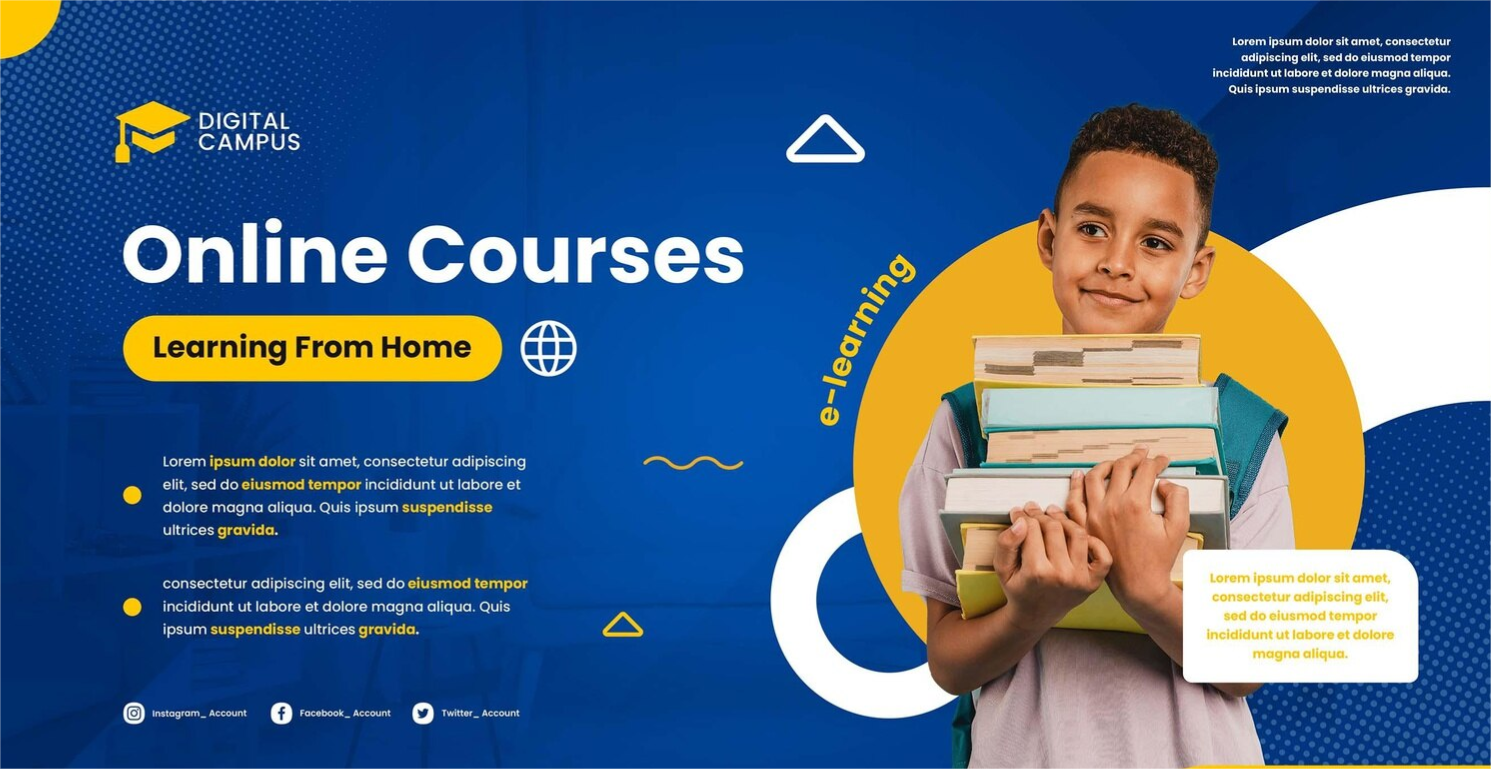 Lorem ipsum dolor sit amet, consectetur
adipiscing elit, sed do eiusmod tempor
incididunt ut labore et dolore magna aliqua.
Quis ipsum suspendisse ultrices gravida.
DIGITAL
CAMPUS
Online Courses
Learning From Home
e-learning
Lorem ipsum dolor sit amet, consectetur adipiscing
elit, sed do eiusmod tempor incididunt ut labore et
dolore magna aliqua. Quis ipsum suspendisse
ultrices gravida.
consectetur adipiscing elit, sed do eiusmod tempor
incididunt ut labore et dolore magna aliqua. Quis
ipsum suspendisse ultrices gravida.
Lorem ipsum dolor sit amet,
consectetur adipiscing elit,
sed do eiusmod tempor
incididunt ut labore et dolore
magna aliqua.
Instagram_ Account
Facebook_ Account
Twitter_ Account